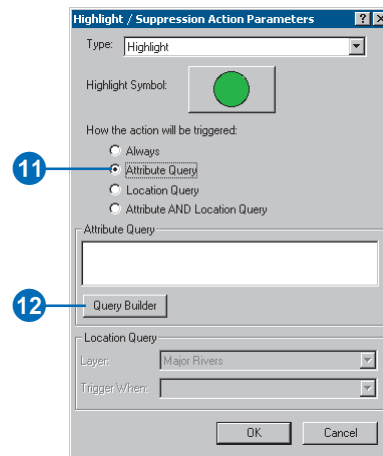 Highlight / Suppression Action Parameters
Type: Highlight
Highlight Symbol:
How the action will be triggered:
Always
11 Attribute Query
Location Query
Attribute AND Location Query
Attribute Query
12 Query Builder
Location Query
Layer: Major Rivers
Trigger When:
OK Cancel